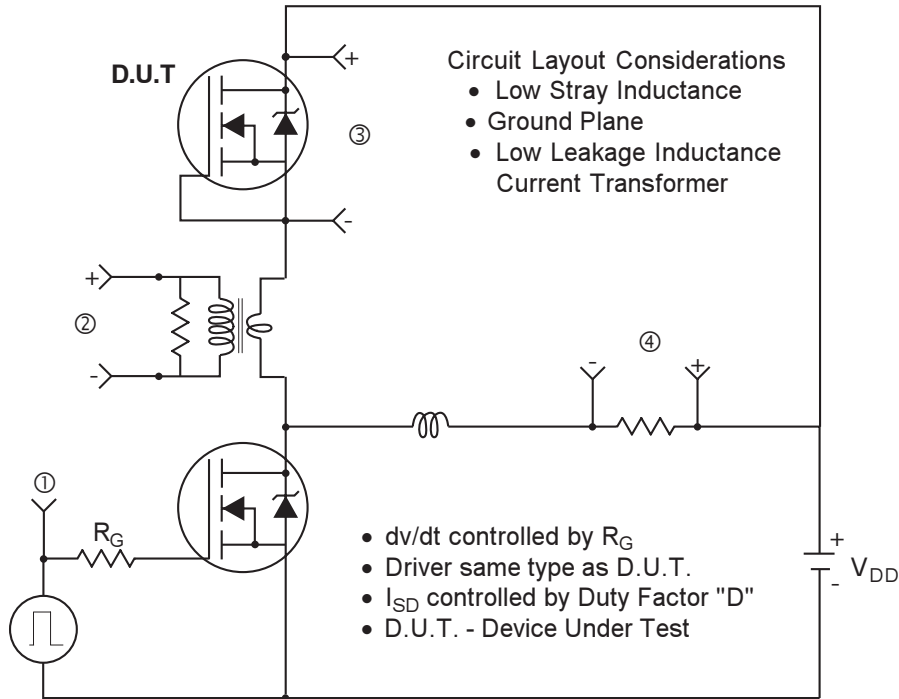 D.U.T
+
Circuit Layout Considerations
• Low Stray Inductance
• Ground Plane
• Low Leakage Inductance
Current Transformer
③
-
+
②
-
④
-
+
①
R_G
• dv/dt controlled by R_G
• Driver same type as D.U.T.
• I_SD controlled by Duty Factor "D"
• D.U.T. - Device Under Test
+
V_DD
-